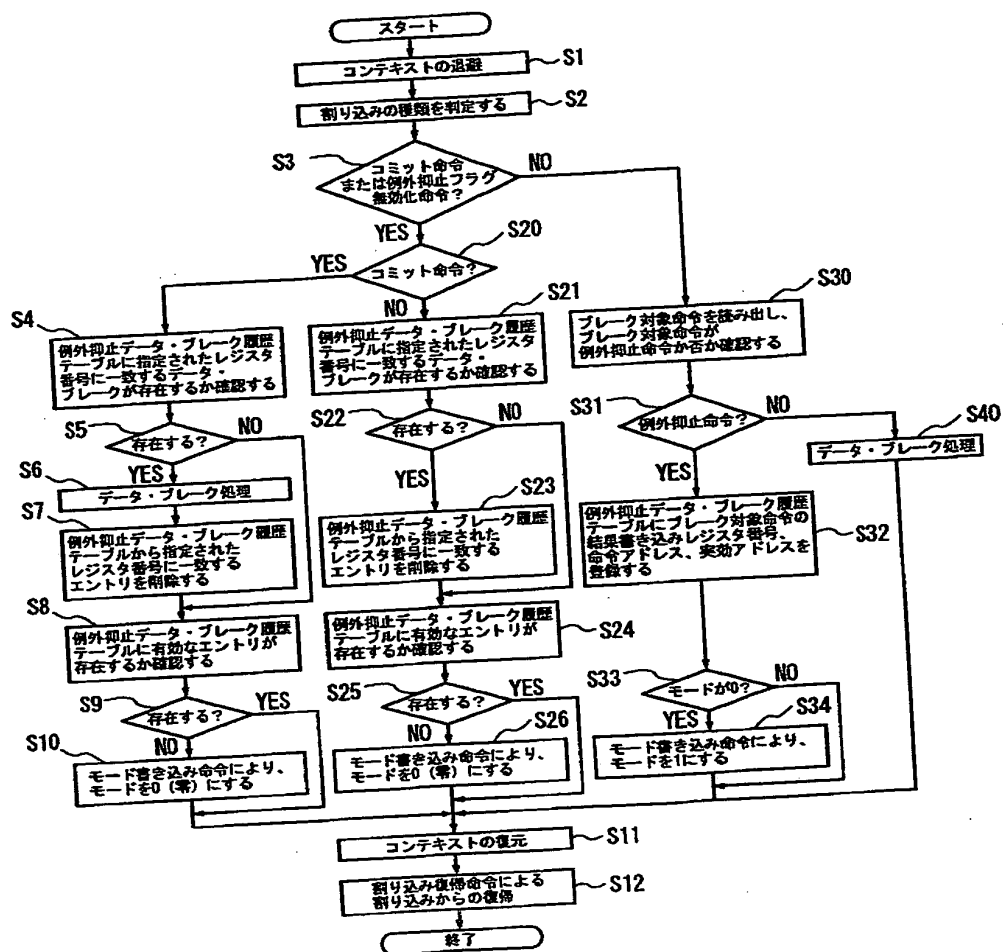 スタート
コンテキストの退避
S1
割り込みの種類を判定する
S2
S3
コミット命令
または例外抑止フラグ
無効化命令?
NO
YES
S20
コミット命令?
YES
NO
S4
例外抑止データ・ブレーク履歴
テーブルに指定されたレジスタ
番号に一致するデータ・
ブレークが存在するか確認する
S5
存在する?
NO
YES
S6
データ・ブレーク処理
S7
例外抑止データ・ブレーク履歴
テーブルから指定された
レジスタ番号に一致する
エントリを削除する
S8
例外抑止データ・ブレーク履歴
テーブルに有効なエントリが
存在するか確認する
S9
存在する?
YES
NO
S10
モード書き込み命令により、
モードを0(零)にする
S21
例外抑止データ・ブレーク履歴
テーブルに指定されたレジスタ
番号に一致するデータ・
ブレークが存在するか確認する
S22
存在する?
NO
YES
S23
例外抑止データ・ブレーク履歴
テーブルから指定された
レジスタ番号に一致する
エントリを削除する
例外抑止データ・ブレーク履歴
テーブルに有効なエントリが
存在するか確認する
S24
S25
存在する?
YES
NO
S26
モード書き込み命令により、
モードを0(零)にする
S30
ブレーク対象命令を読み出し、
ブレーク対象命令が
例外抑止命令か否か確認する
S31
例外抑止命令?
NO
YES
S40
データ・ブレーク処理
例外抑止データ・ブレーク履歴
テーブルにブレーク対象命令の
結果書き込みレジスタ番号、
命令アドレス、実効アドレスを
登録する
S32
S33
モードが0?
NO
YES
S34
モード書き込み命令により、
モードを1にする
コンテキストの復元
S11
割り込み復帰命令による
割り込みからの復帰
S12
終了